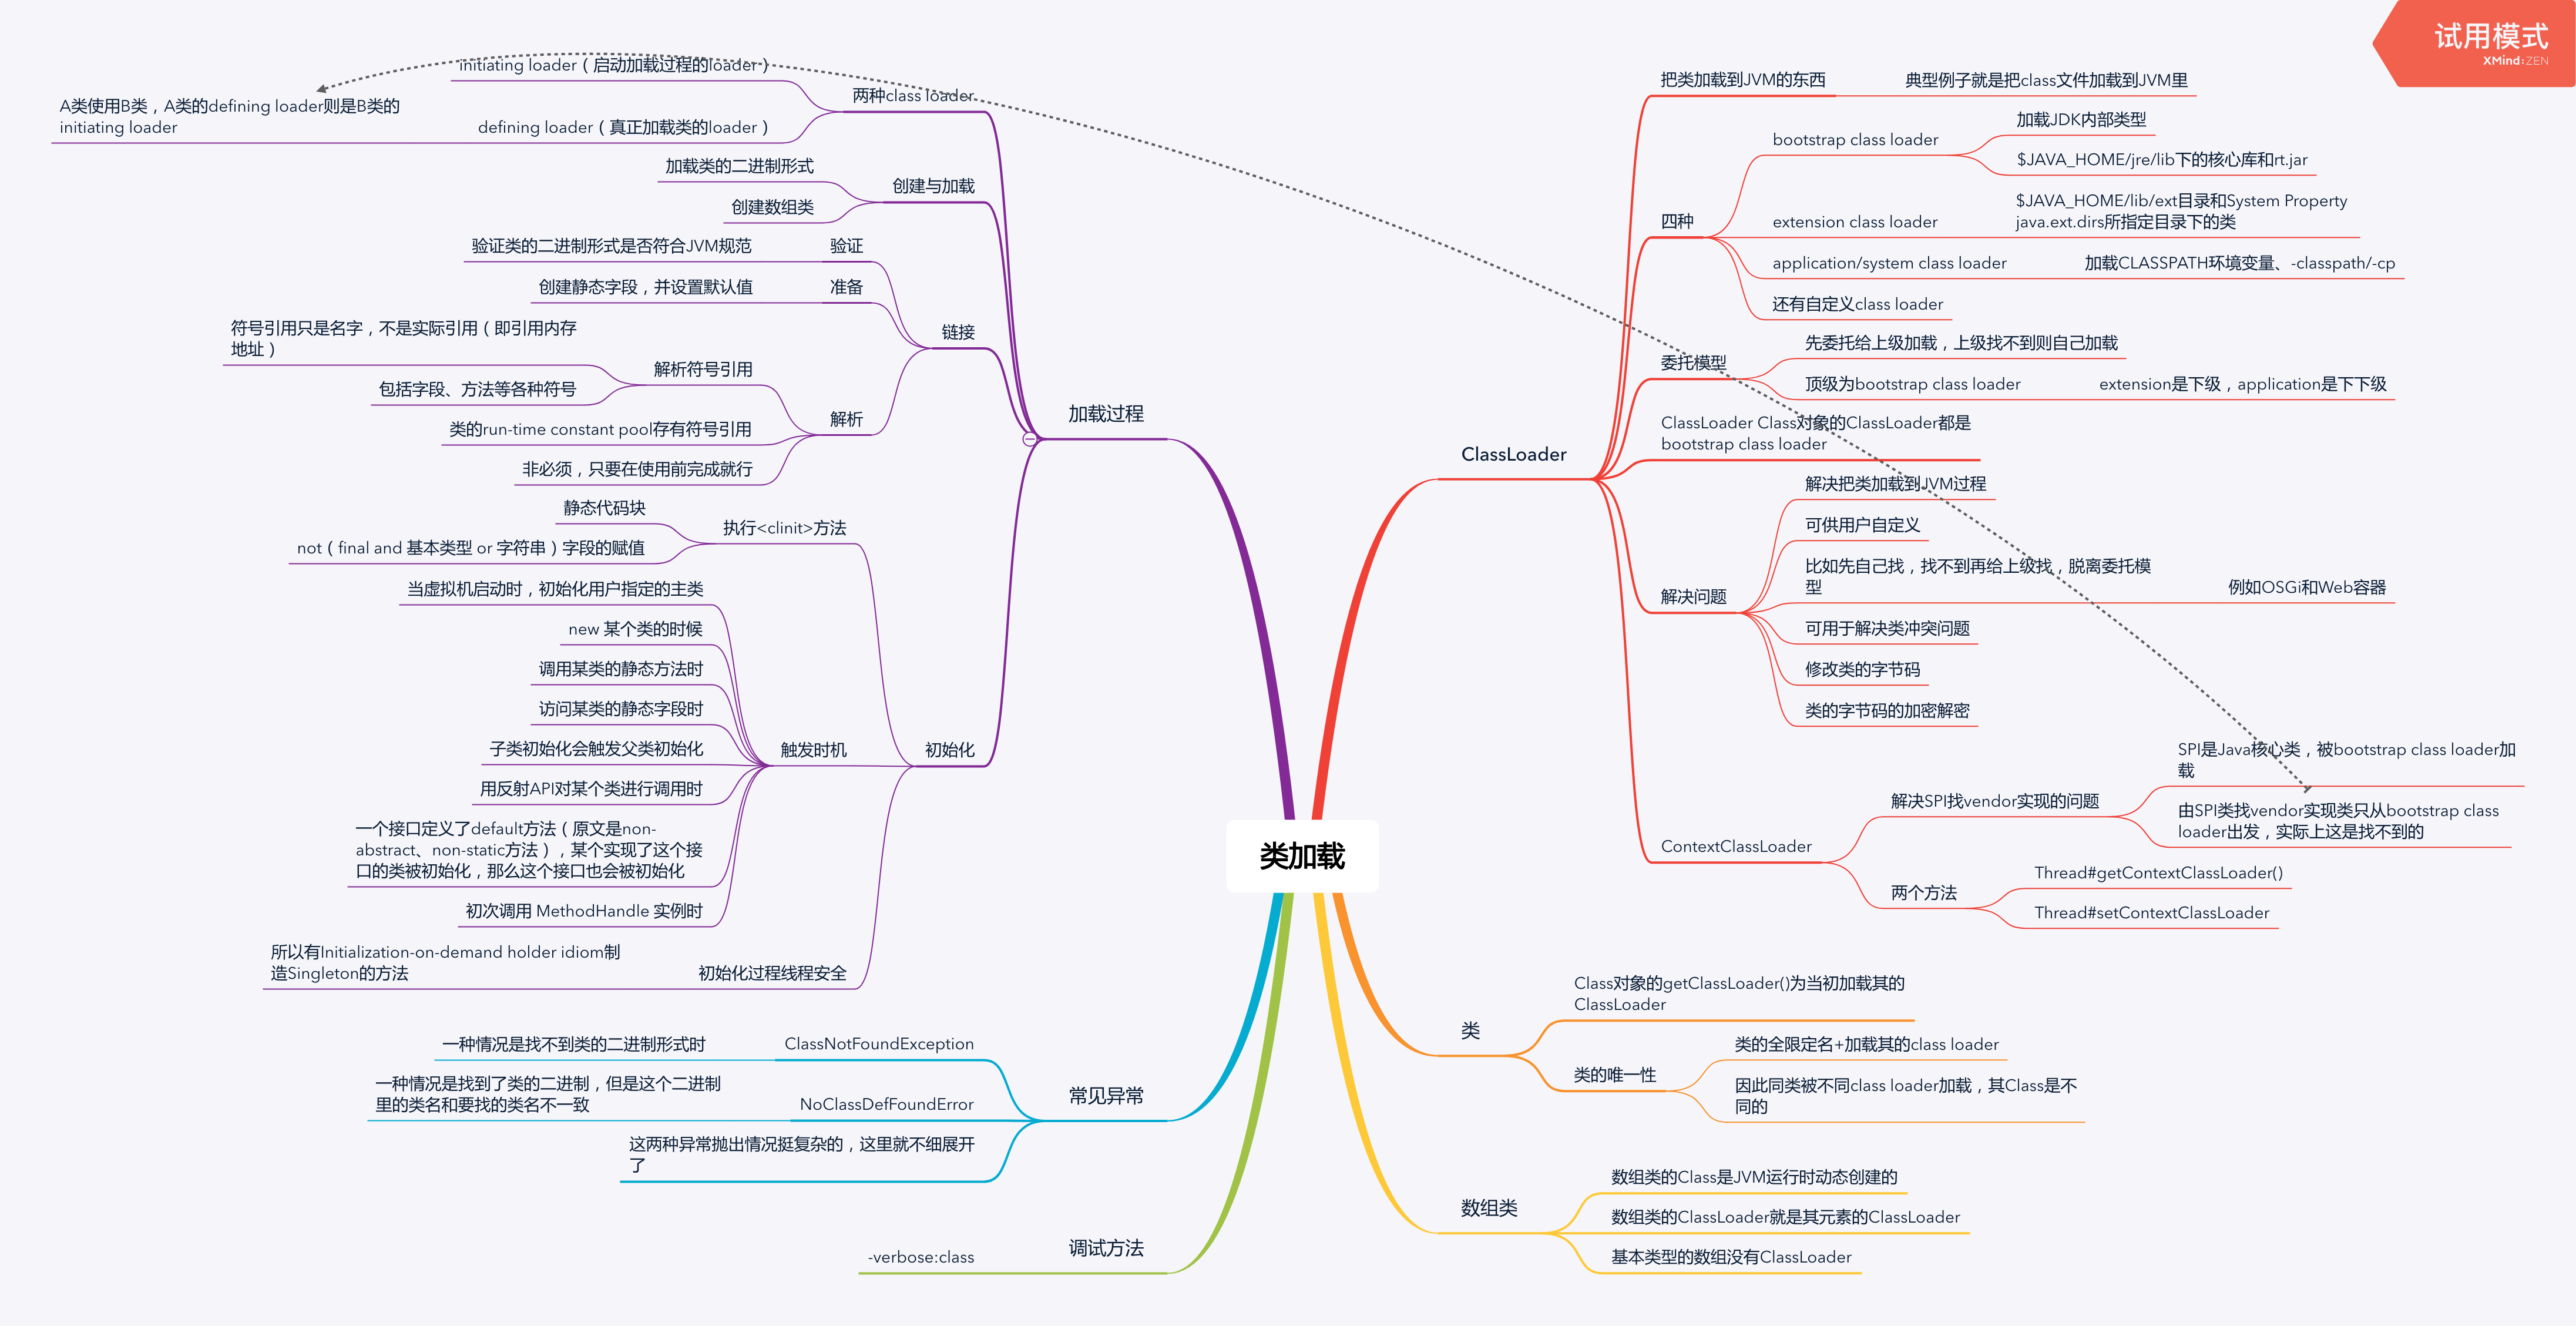 试用模式
XMind:ZEN
类加载
ClassLoader
把类加载到JVM的东西
典型例子就是把class文件加载到JVM里
四种
bootstrap class loader
加载JDK内部类型
$JAVA_HOME/jre/lib下的核心库和rt.jar
extension class loader
$JAVA_HOME/lib/ext目录和System Property
java.ext.dirs所指定目录下的类
application/system class loader
加载CLASSPATH环境变量、-classpath/-cp
还有自定义class loader
委托模型
先委托给上级加载，上级找不到则自己加载
顶级为bootstrap class loader
extension是下级，application是下下级
ClassLoader Class对象的ClassLoader都是
bootstrap class loader
解决问题
解决把类加载到JVM过程
可供用户自定义
比如先自己找，找不到再给上级找，脱离委托模
型
例如OSGi和Web容器
可用于解决类冲突问题
修改类的字节码
类的字节码的加密解密
ContextClassLoader
解决SPI找vendor实现的问题
SPI是Java核心类，被bootstrap class loader加
载
由SPI类找vendor实现类只从bootstrap class
loader出发，实际上这是找不到的
两个方法
Thread#getContextClassLoader()
Thread#setContextClassLoader
类
Class对象的getClassLoader()为当初加载其的
ClassLoader
类的唯一性
类的全限定名+加载其的class loader
因此同类被不同class loader加载，其Class是不
同的
数组类
数组类的Class是JVM运行时动态创建的
数组类的ClassLoader就是其元素的ClassLoader
基本类型的数组没有ClassLoader
加载过程
两种class loader
initiating loader（启动加载过程的loader）
defining loader（真正加载类的loader）
A类使用B类，A类的defining loader则是B类的
initiating loader
创建与加载
加载类的二进制形式
创建数组类
链接
验证
验证类的二进制形式是否符合JVM规范
准备
创建静态字段，并设置默认值
解析
解析符号引用
符号引用只是名字，不是实际引用（即引用内存
地址）
包括字段、方法等各种符号
类的run-time constant pool存有符号引用
非必须，只要在使用前完成就行
初始化
执行<clinit>方法
静态代码块
not（final and 基本类型 or 字符串）字段的赋值
触发时机
当虚拟机启动时，初始化用户指定的主类
new 某个类的时候
调用某类的静态方法时
访问某类的静态字段时
子类初始化会触发父类初始化
用反射API对某个类进行调用时
一个接口定义了default方法（原文是non-
abstract、non-static方法），某个实现了这个接
口的类被初始化，那么这个接口也会被初始化
初次调用 MethodHandle 实例时
初始化过程线程安全
所以有Initialization-on-demand holder idiom制
造Singleton的方法
常见异常
ClassNotFoundException
一种情况是找不到类的二进制形式时
NoClassDefFoundError
一种情况是找到了类的二进制，但是这个二进制
里的类名和要找的类名不一致
这两种异常抛出情况挺复杂的，这里就不细展开
了
调试方法
-verbose:class